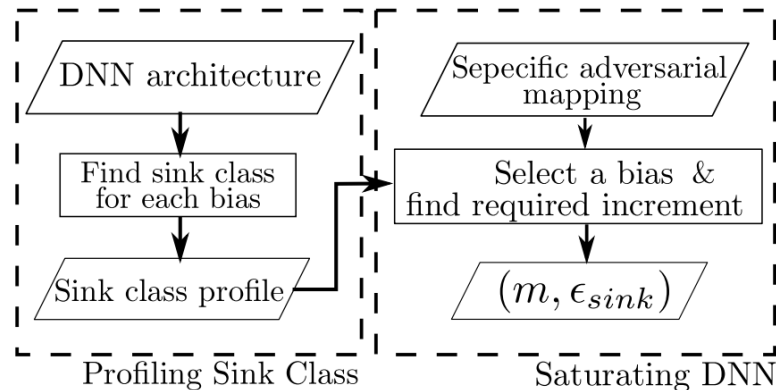 DNN architecture
Find sink class
for each bias
Sink class profile
Profiling Sink Class
Sepecific adversarial
mapping
Select a bias &
find required increment
(m, ϵsink)
Saturating DNN